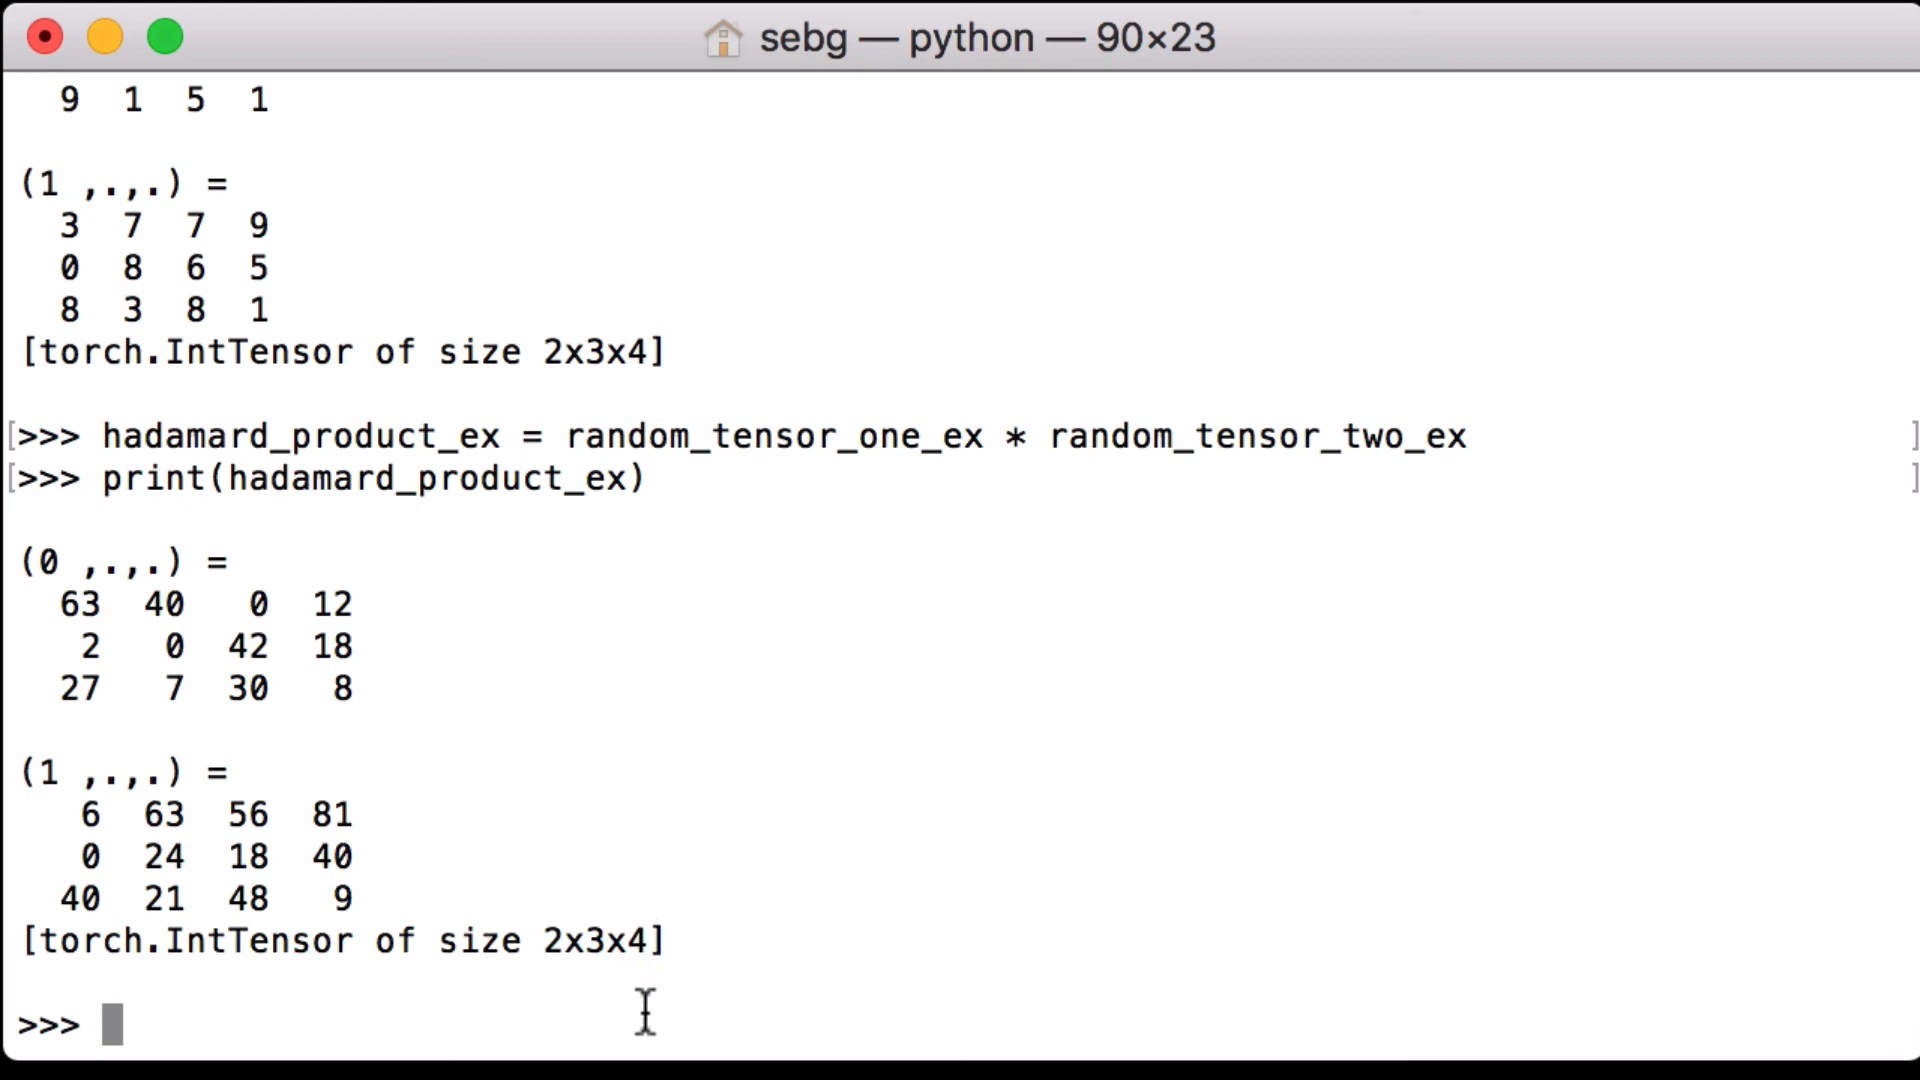 sebg — python — 90×23
9 1 5 1
(1 ,.,.) =
3 7 7 9
0 8 6 5
8 3 8 1
[torch.IntTensor of size 2x3x4]
[>>> hadamard_product_ex = random_tensor_one_ex * random_tensor_two_ex ]
[>>> print(hadamard_product_ex) ]
(0 ,.,.) =
63 40 0 12
2 0 42 18
27 7 30 8
(1 ,.,.) =
6 63 56 81
0 24 18 40
40 21 48 9
[torch.IntTensor of size 2x3x4]
>>>